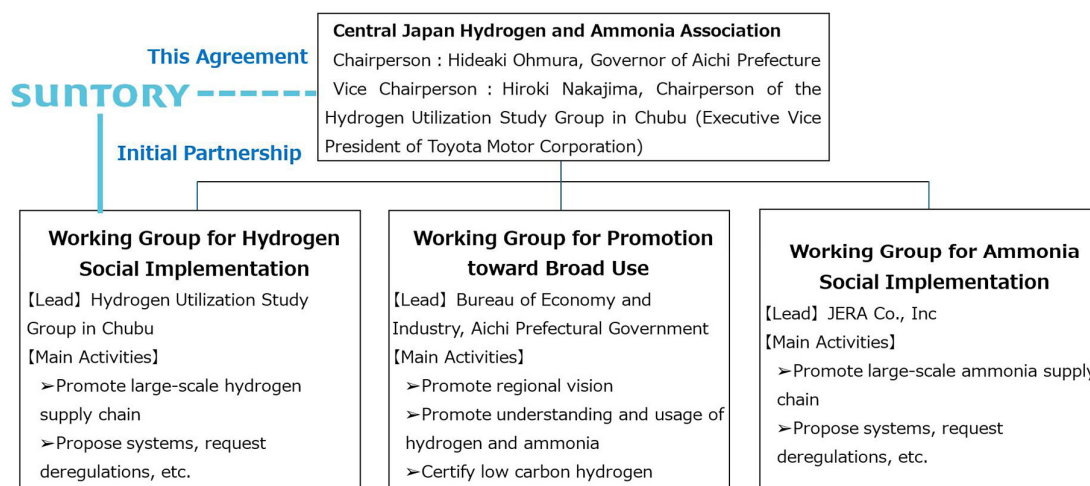 Central Japan Hydrogen and Ammonia Association
Chairperson : Hideaki Ohmura, Governor of Aichi Prefecture
Vice Chairperson : Hiroki Nakajima, Chairperson of the
Hydrogen Utilization Study Group in Chubu (Executive Vice
President of Toyota Motor Corporation)
This Agreement
SUNTORY
Initial Partnership
Working Group for Hydrogen
Social Implementation
【Lead】Hydrogen Utilization Study
Group in Chubu
【Main Activities】
➢Promote large-scale hydrogen
supply chain
➢Propose systems, request
deregulations, etc.
Working Group for Promotion
toward Broad Use
【Lead】Bureau of Economy and
Industry, Aichi Prefectural Government
【Main Activities】
➢Promote regional vision
➢Promote understanding and usage of
hydrogen and ammonia
➢Certify low carbon hydrogen
Working Group for Ammonia
Social Implementation
【Lead】JERA Co., Inc
【Main Activities】
➢Promote large-scale ammonia supply
chain
➢Propose systems, request
deregulations, etc.